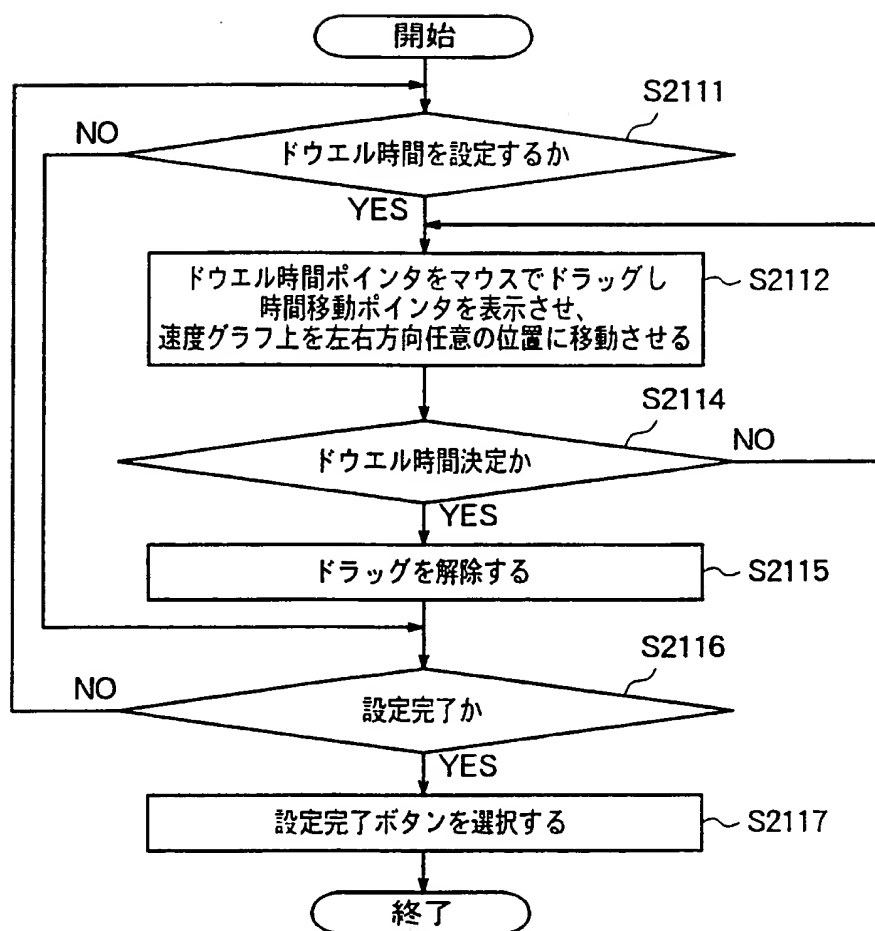 開始
S2111
NO
ドウエル時間を設定するか
YES
ドウエル時間ポインタをマウスでドラッグし
時間移動ポインタを表示させ、
速度グラフ上を左右方向任意の位置に移動させる
S2112
S2114
NO
ドウエル時間決定か
YES
ドラッグを解除する
S2115
S2116
NO
設定完了か
YES
設定完了ボタンを選択する
S2117
終了